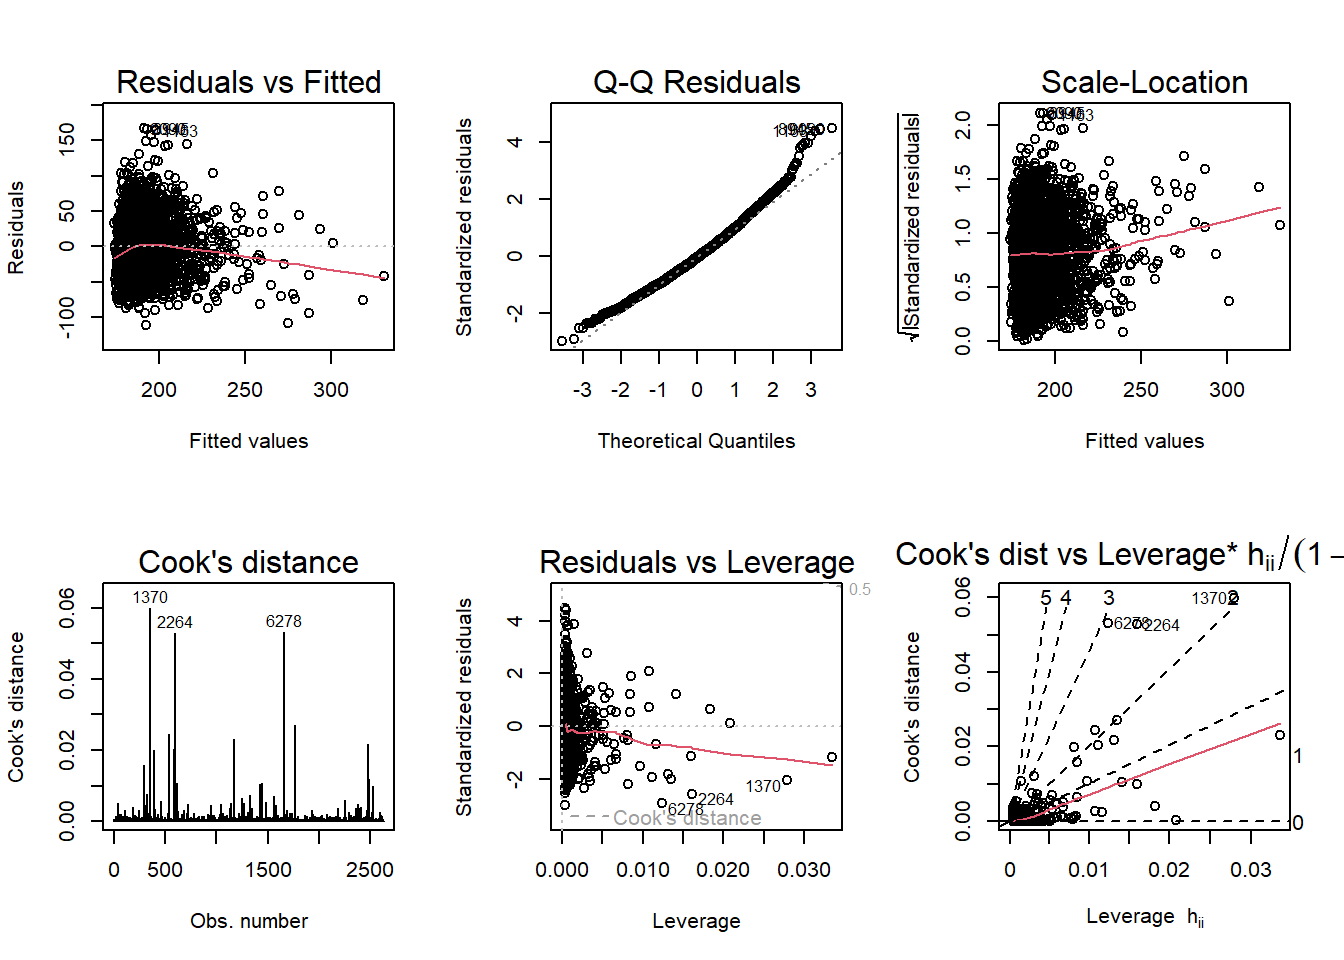 Residuals vs Fitted
Residuals
-100 0 50 150
200 250 300
Fitted values
Q-Q Residuals
Standardized residuals
-2 0 2 4
-3 -2 -1 0 1 2 3
Theoretical Quantiles
Scale-Location
√|Standardized residuals|
0.0 0.5 1.0 1.5 2.0
200 250 300
Fitted values
Cook's distance
Cook's distance
0.00 0.02 0.04 0.06
1370
2264
6278
0 500 1500 2500
Obs. number
Residuals vs Leverage
Standardized residuals
-2 0 2 4
0.5
1370
2264
6278
Cook's distance
0.000 0.010 0.020 0.030
Leverage
Cook's dist vs Leverage* hii/(1 –
Cook's distance
0.00 0.02 0.04 0.06
5 4 3 2
1370
6278
2264
1
0
0 0.01 0.02 0.03
Leverage hii